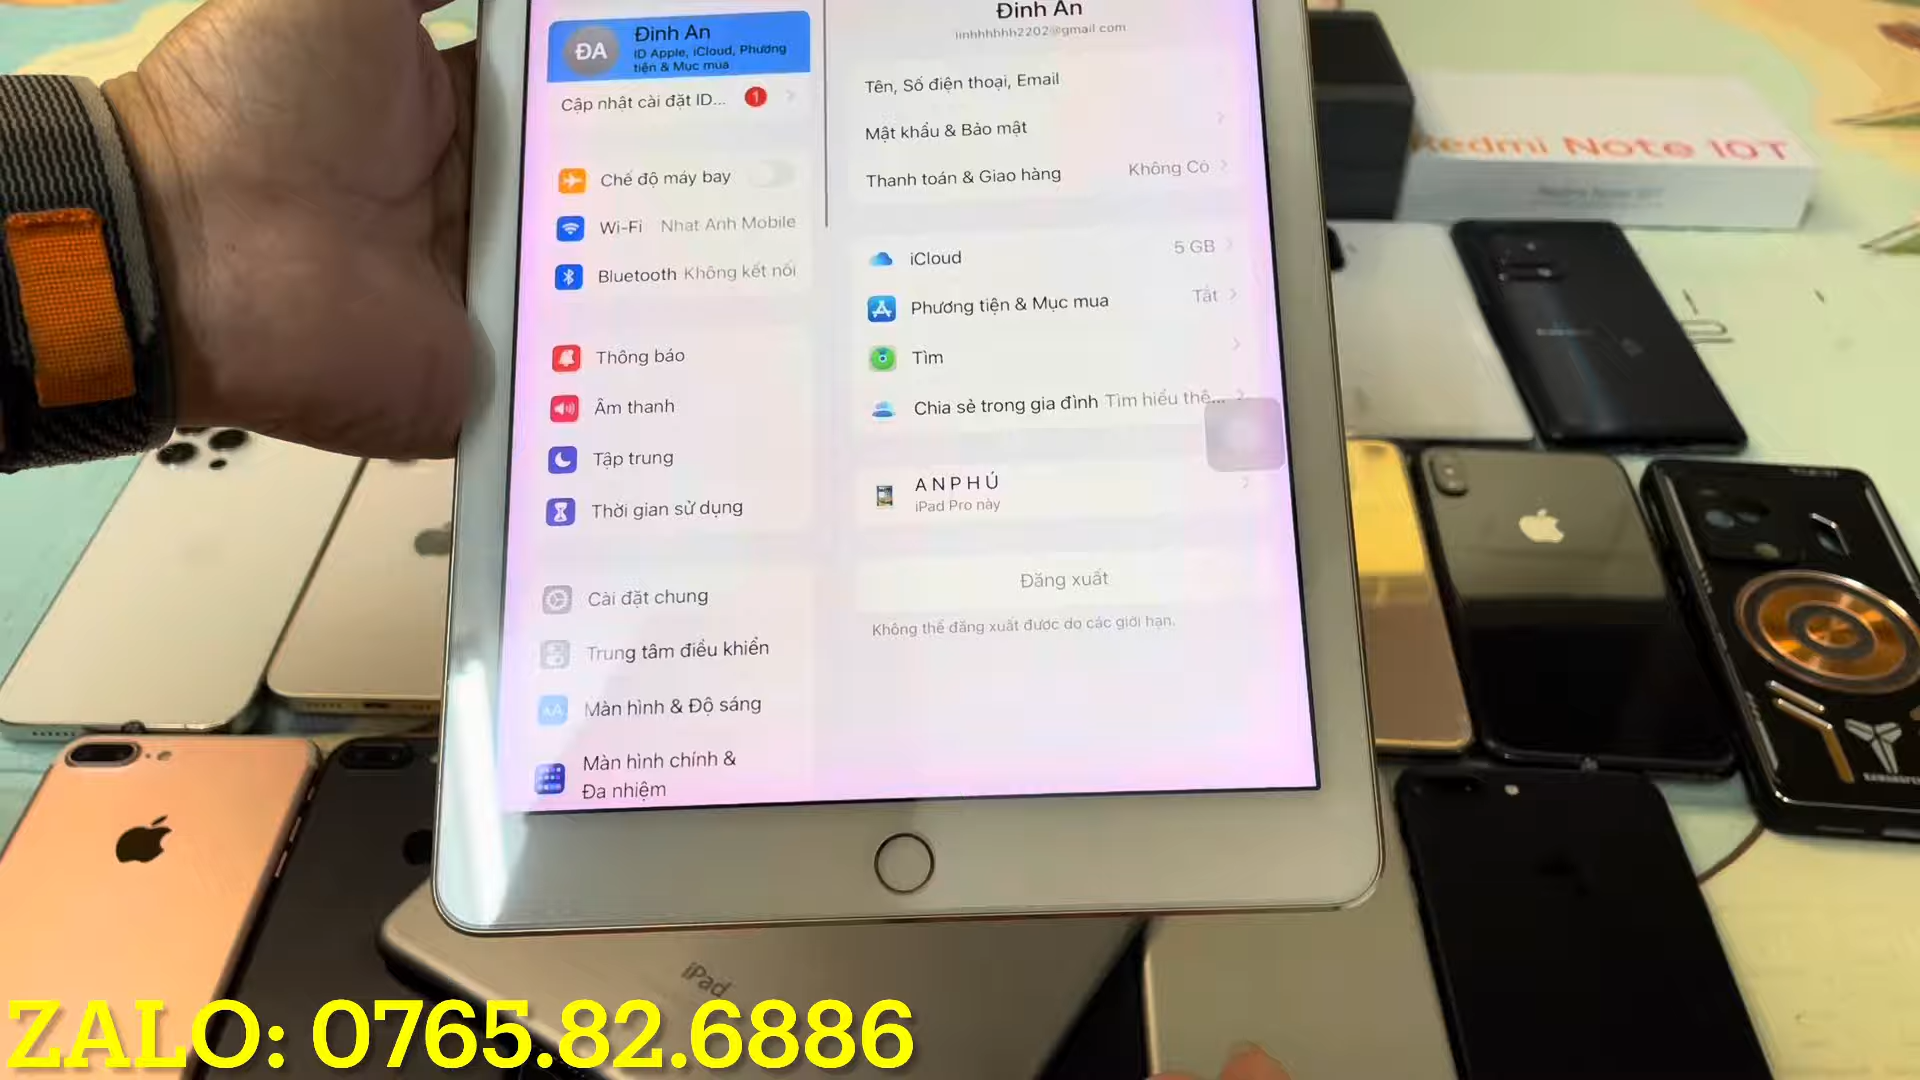 Đinh An
ĐA
Đinh An
ID Apple, iCloud, Phương
tiện & Mục mua
linhhhhhh2202@gmail.com
Cập nhật cài đặt ID...
1
Chế độ máy bay
Wi-Fi Nhat Anh Mobile
Bluetooth Không kết nối
Thông báo
Âm thanh
Tập trung
Thời gian sử dụng
Cài đặt chung
Trung tâm điều khiển
AA
Màn hình & Độ sáng
Màn hình chính &
Đa nhiệm
Tên, Số điện thoại, Email
Mật khẩu & Bảo mật
Thanh toán & Giao hàng Không Có
iCloud 5 GB
Phương tiện & Mục mua Tắt
Tìm
Chia sẻ trong gia đình Tìm hiểu thê...
A N P H Ú
iPad Pro này
Đăng xuất
Không thể đăng xuất được do các giới hạn.
Redmi Note 10T
iPad
ZALO: 0765.82.6886